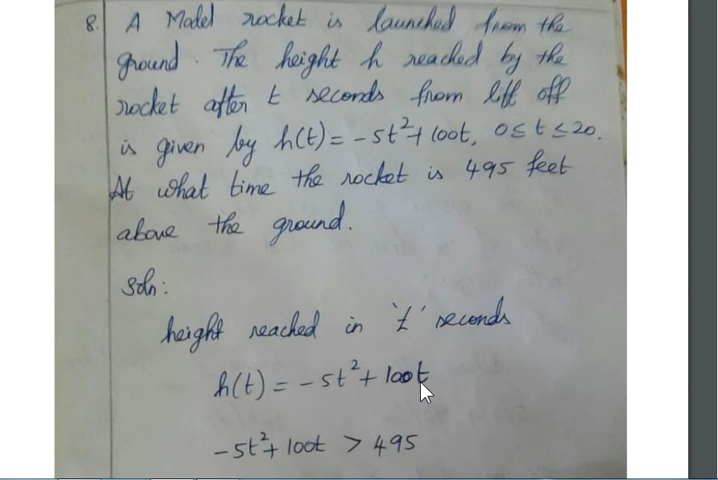 8. A Model rocket is launched from the
ground. The height h reached by the
rocket after t seconds from lift off
is given by h(t) = -5t²+100t, 0≤t≤20.
At what time the rocket is 495 feet
above the ground.
Soln:
height reached in 't' seconds
h(t) = -5t²+100t
-5t²+100t > 495